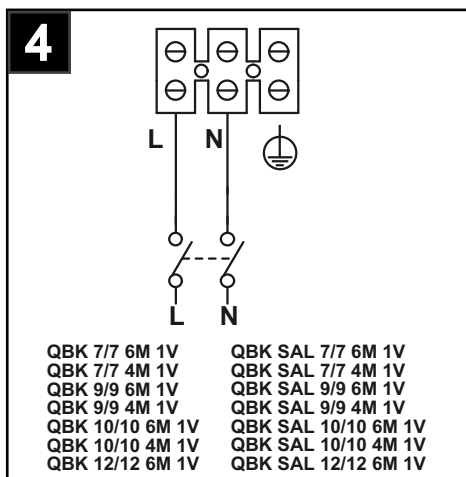 4
L N
L N
QBK 7/7 6M 1V QBK SAL 7/7 6M 1V
QBK 7/7 4M 1V QBK SAL 7/7 4M 1V
QBK 9/9 6M 1V QBK SAL 9/9 6M 1V
QBK 9/9 4M 1V QBK SAL 9/9 4M 1V
QBK 10/10 6M 1V QBK SAL 10/10 6M 1V
QBK 10/10 4M 1V QBK SAL 10/10 4M 1V
QBK 12/12 6M 1V QBK SAL 12/12 6M 1V